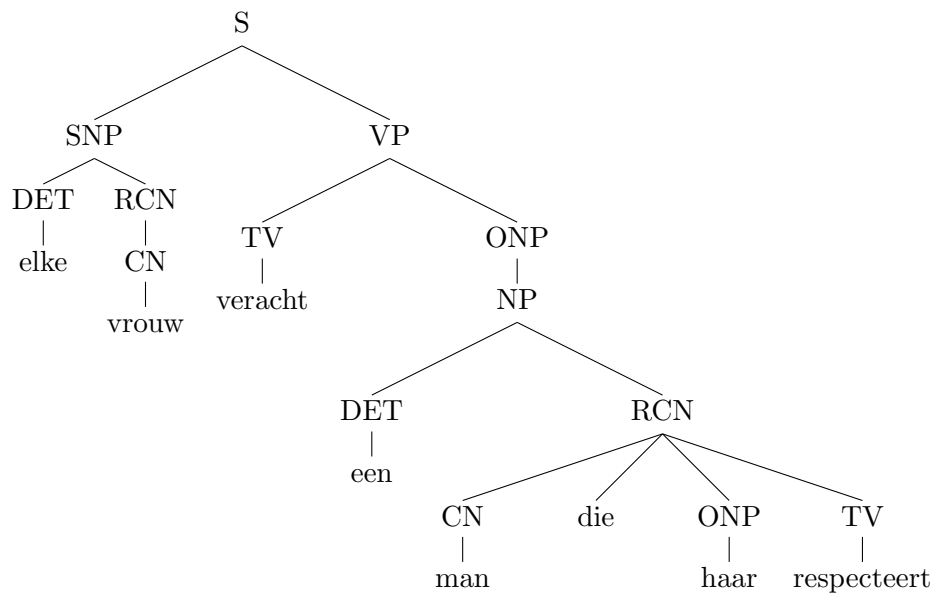 S
SNP VP
DET RCN
TV ONP
elke CN
veracht NP
vrouw
DET RCN
een
CN die ONP TV
man haar respecteert